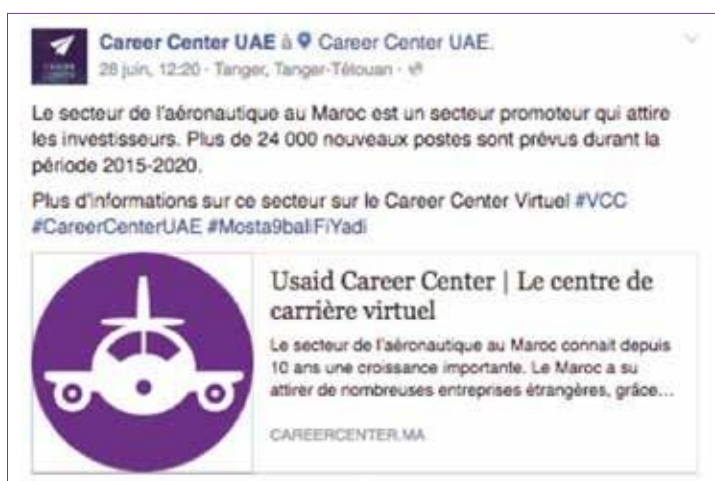 Career Center UAE à Career Center UAE.
28 juin, 12:20 · Tanger, Tanger-Tétouan ·
Le secteur de l'aéronautique au Maroc est un secteur promoteur qui attire
les investisseurs. Plus de 24 000 nouveaux postes sont prévus durant la
période 2015-2020.
Plus d'informations sur ce secteur sur le Career Center Virtuel #VCC
#CareerCenterUAE #Mosta9baliFiYadi
Usaid Career Center | Le centre de
carrière virtuel
Le secteur de l'aéronautique au Maroc connait depuis
10 ans une croissance importante. Le Maroc a su
attirer de nombreuses entreprises étrangères, grâce...
CAREERCENTER.MA